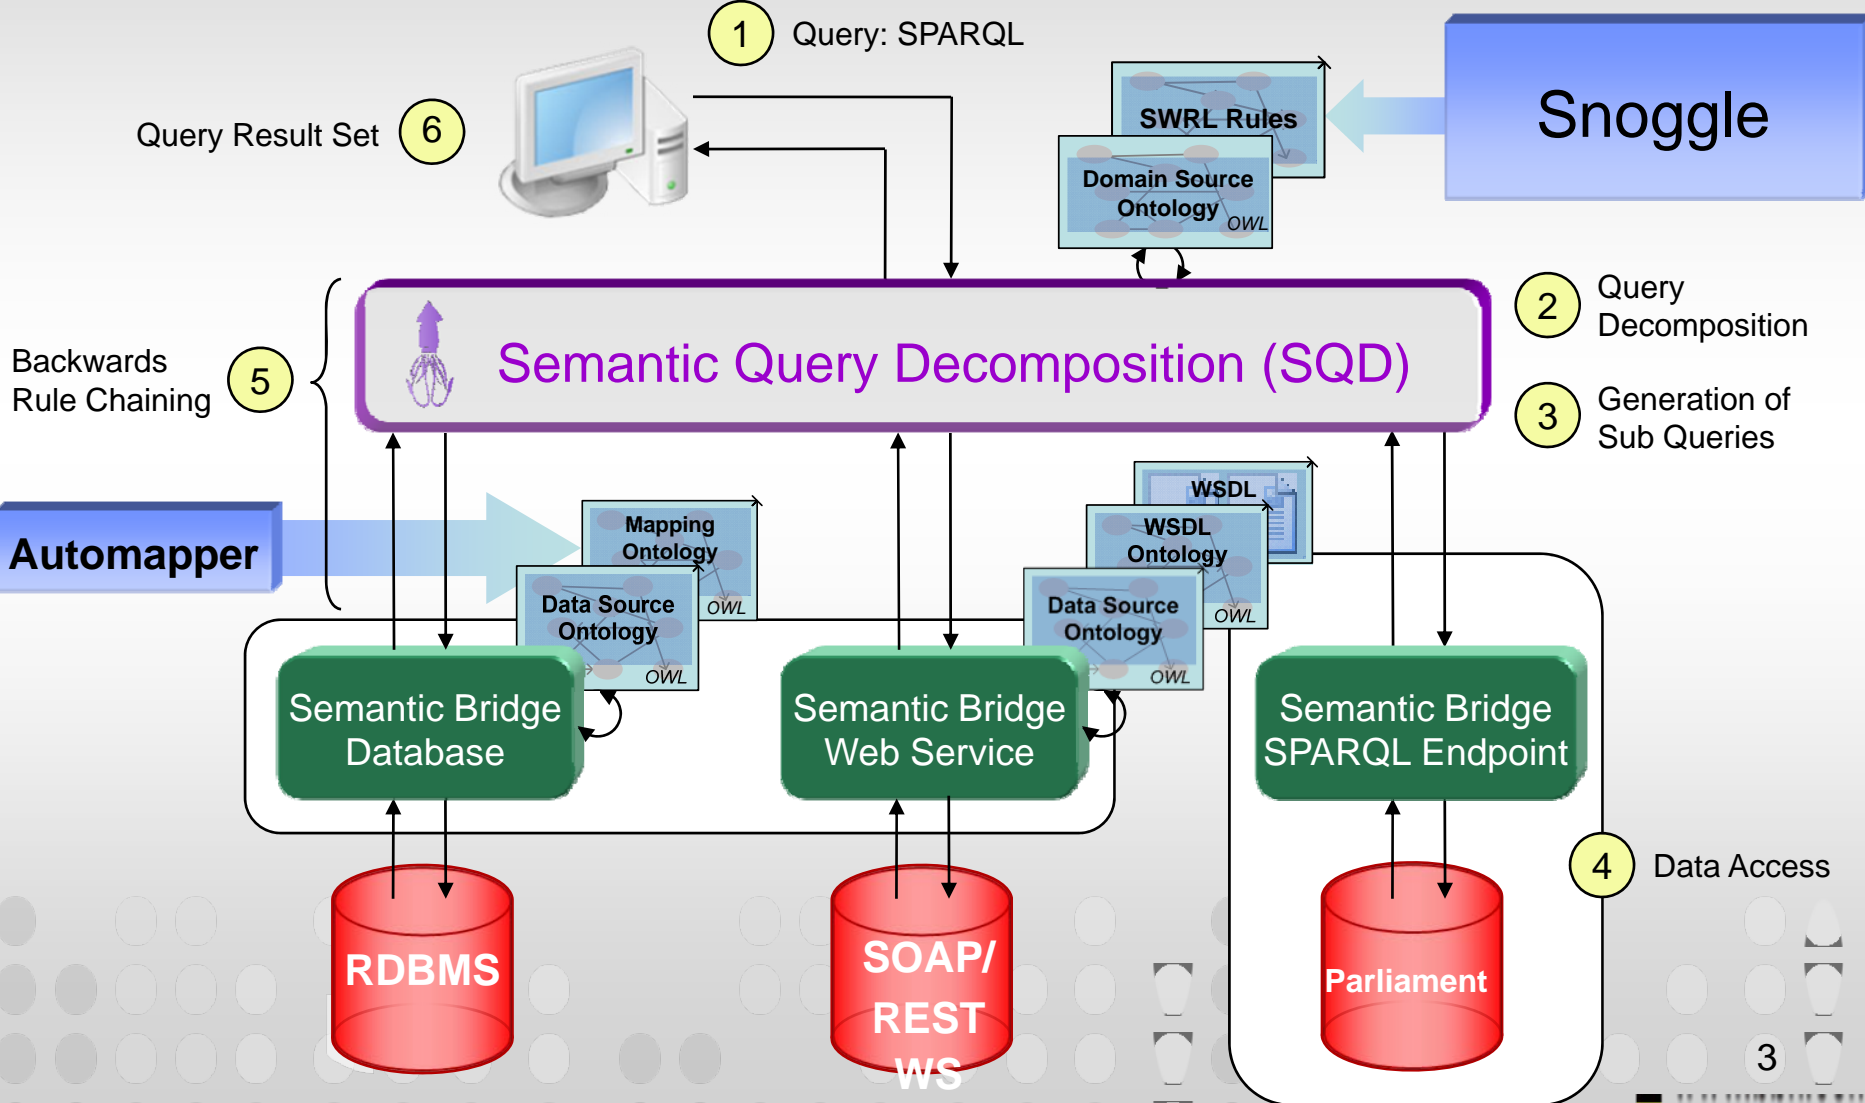 1
Query: SPARQL
Snoggle
SWRL Rules
Domain Source
Ontology
OWL
Query Result Set
6
Semantic Query Decomposition (SQD)
2
Query
Decomposition
3
Generation of
Sub Queries
Backwards
Rule Chaining
5
Automapper
Mapping
Ontology
OWL
Data Source
Ontology
OWL
WSDL
WSDL
Ontology
OWL
Data Source
Ontology
OWL
Semantic Bridge
Database
Semantic Bridge
Web Service
Semantic Bridge
SPARQL Endpoint
4
Data Access
RDBMS
SOAP/
REST
WS
Parliament
3